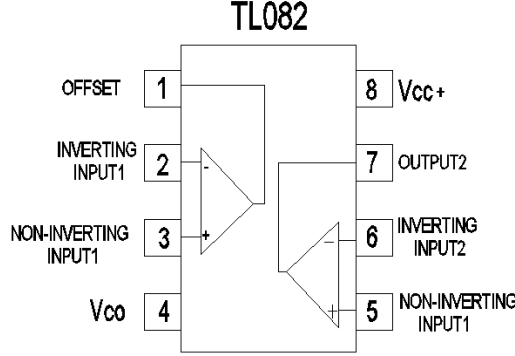 TL082
OFFSET 1
8 Vcc+
INVERTING
INPUT1
2
-
7 OUTPUT2
NON-INVERTING
INPUT1
3
+
6
-
INVERTING
INPUT2
Vco 4
5
+
NON-INVERTING
INPUT1